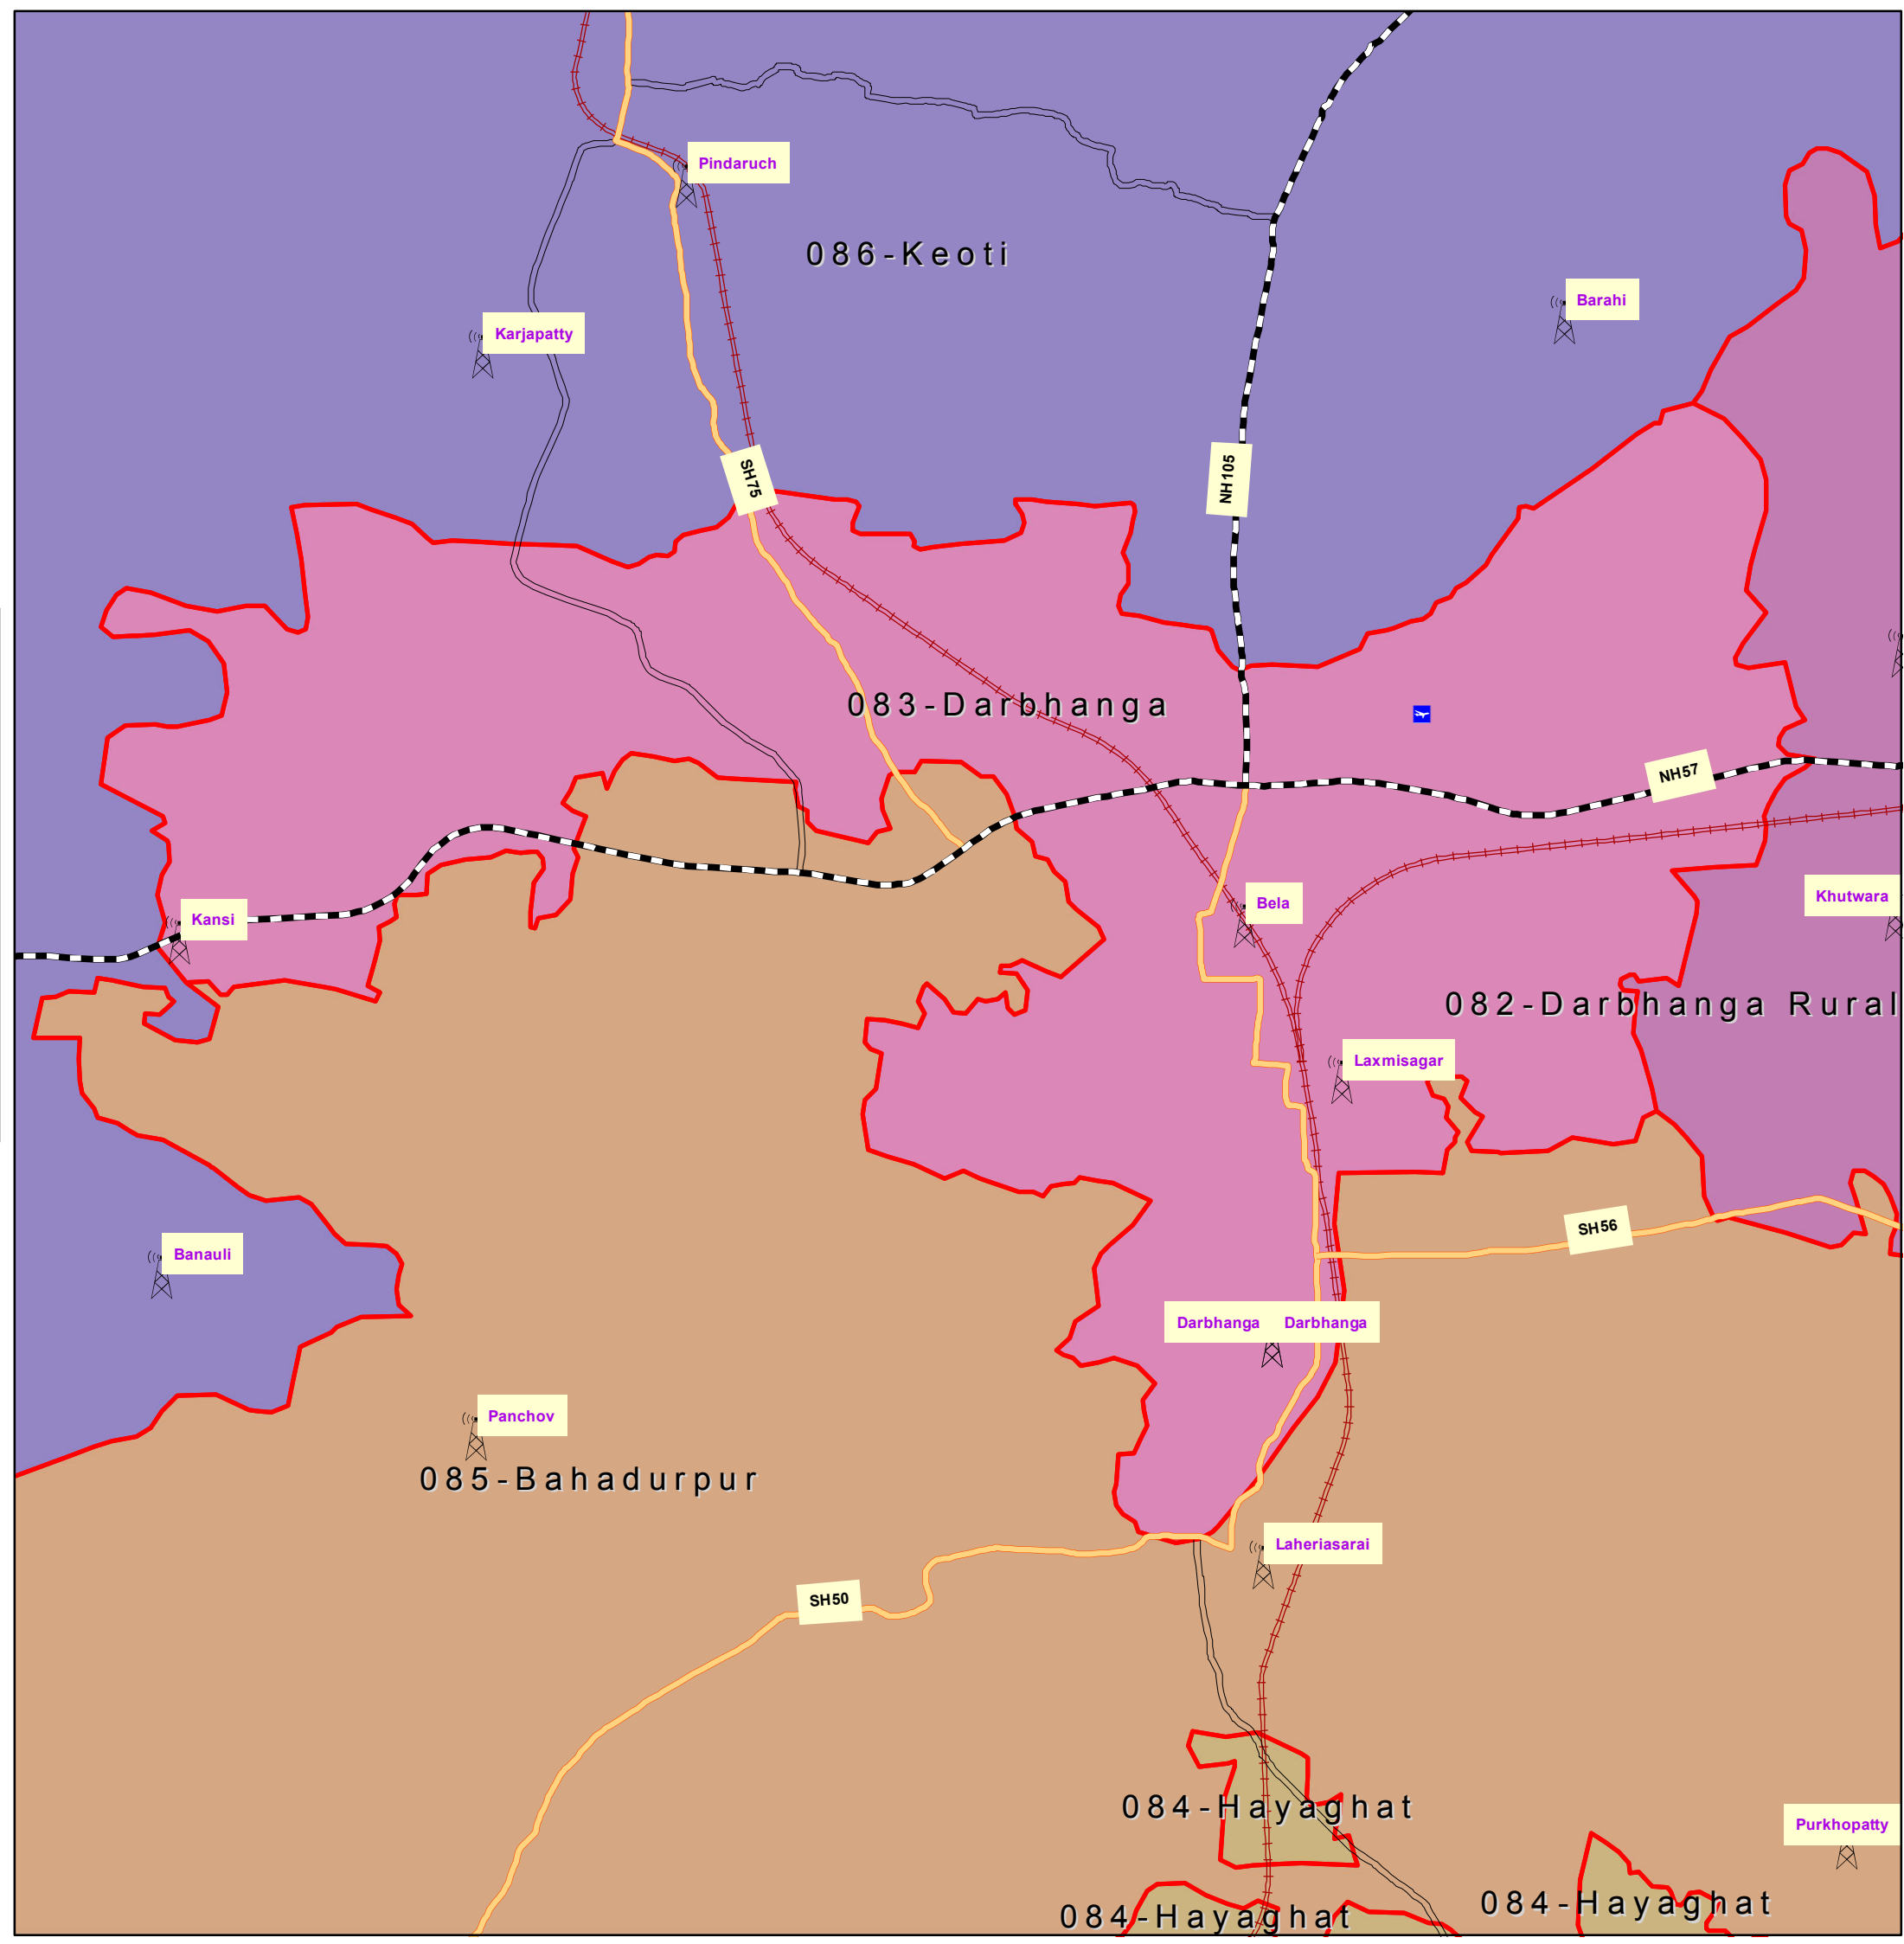 Pindaruch
086-Keoti
Barahi
Karjapatty
SH75
NH105
083-Darbhanga
NH57
Khutwara
Bela
Kansi
082-Darbhanga Rural
Laxmisagar
SH56
Banauli
Darbhanga
Darbhanga
Panchov
085-Bahadurpur
Laheriasarai
SH50
084-Hayaghat
Purkhopatty
084-Hayaghat
084-Hayaghat